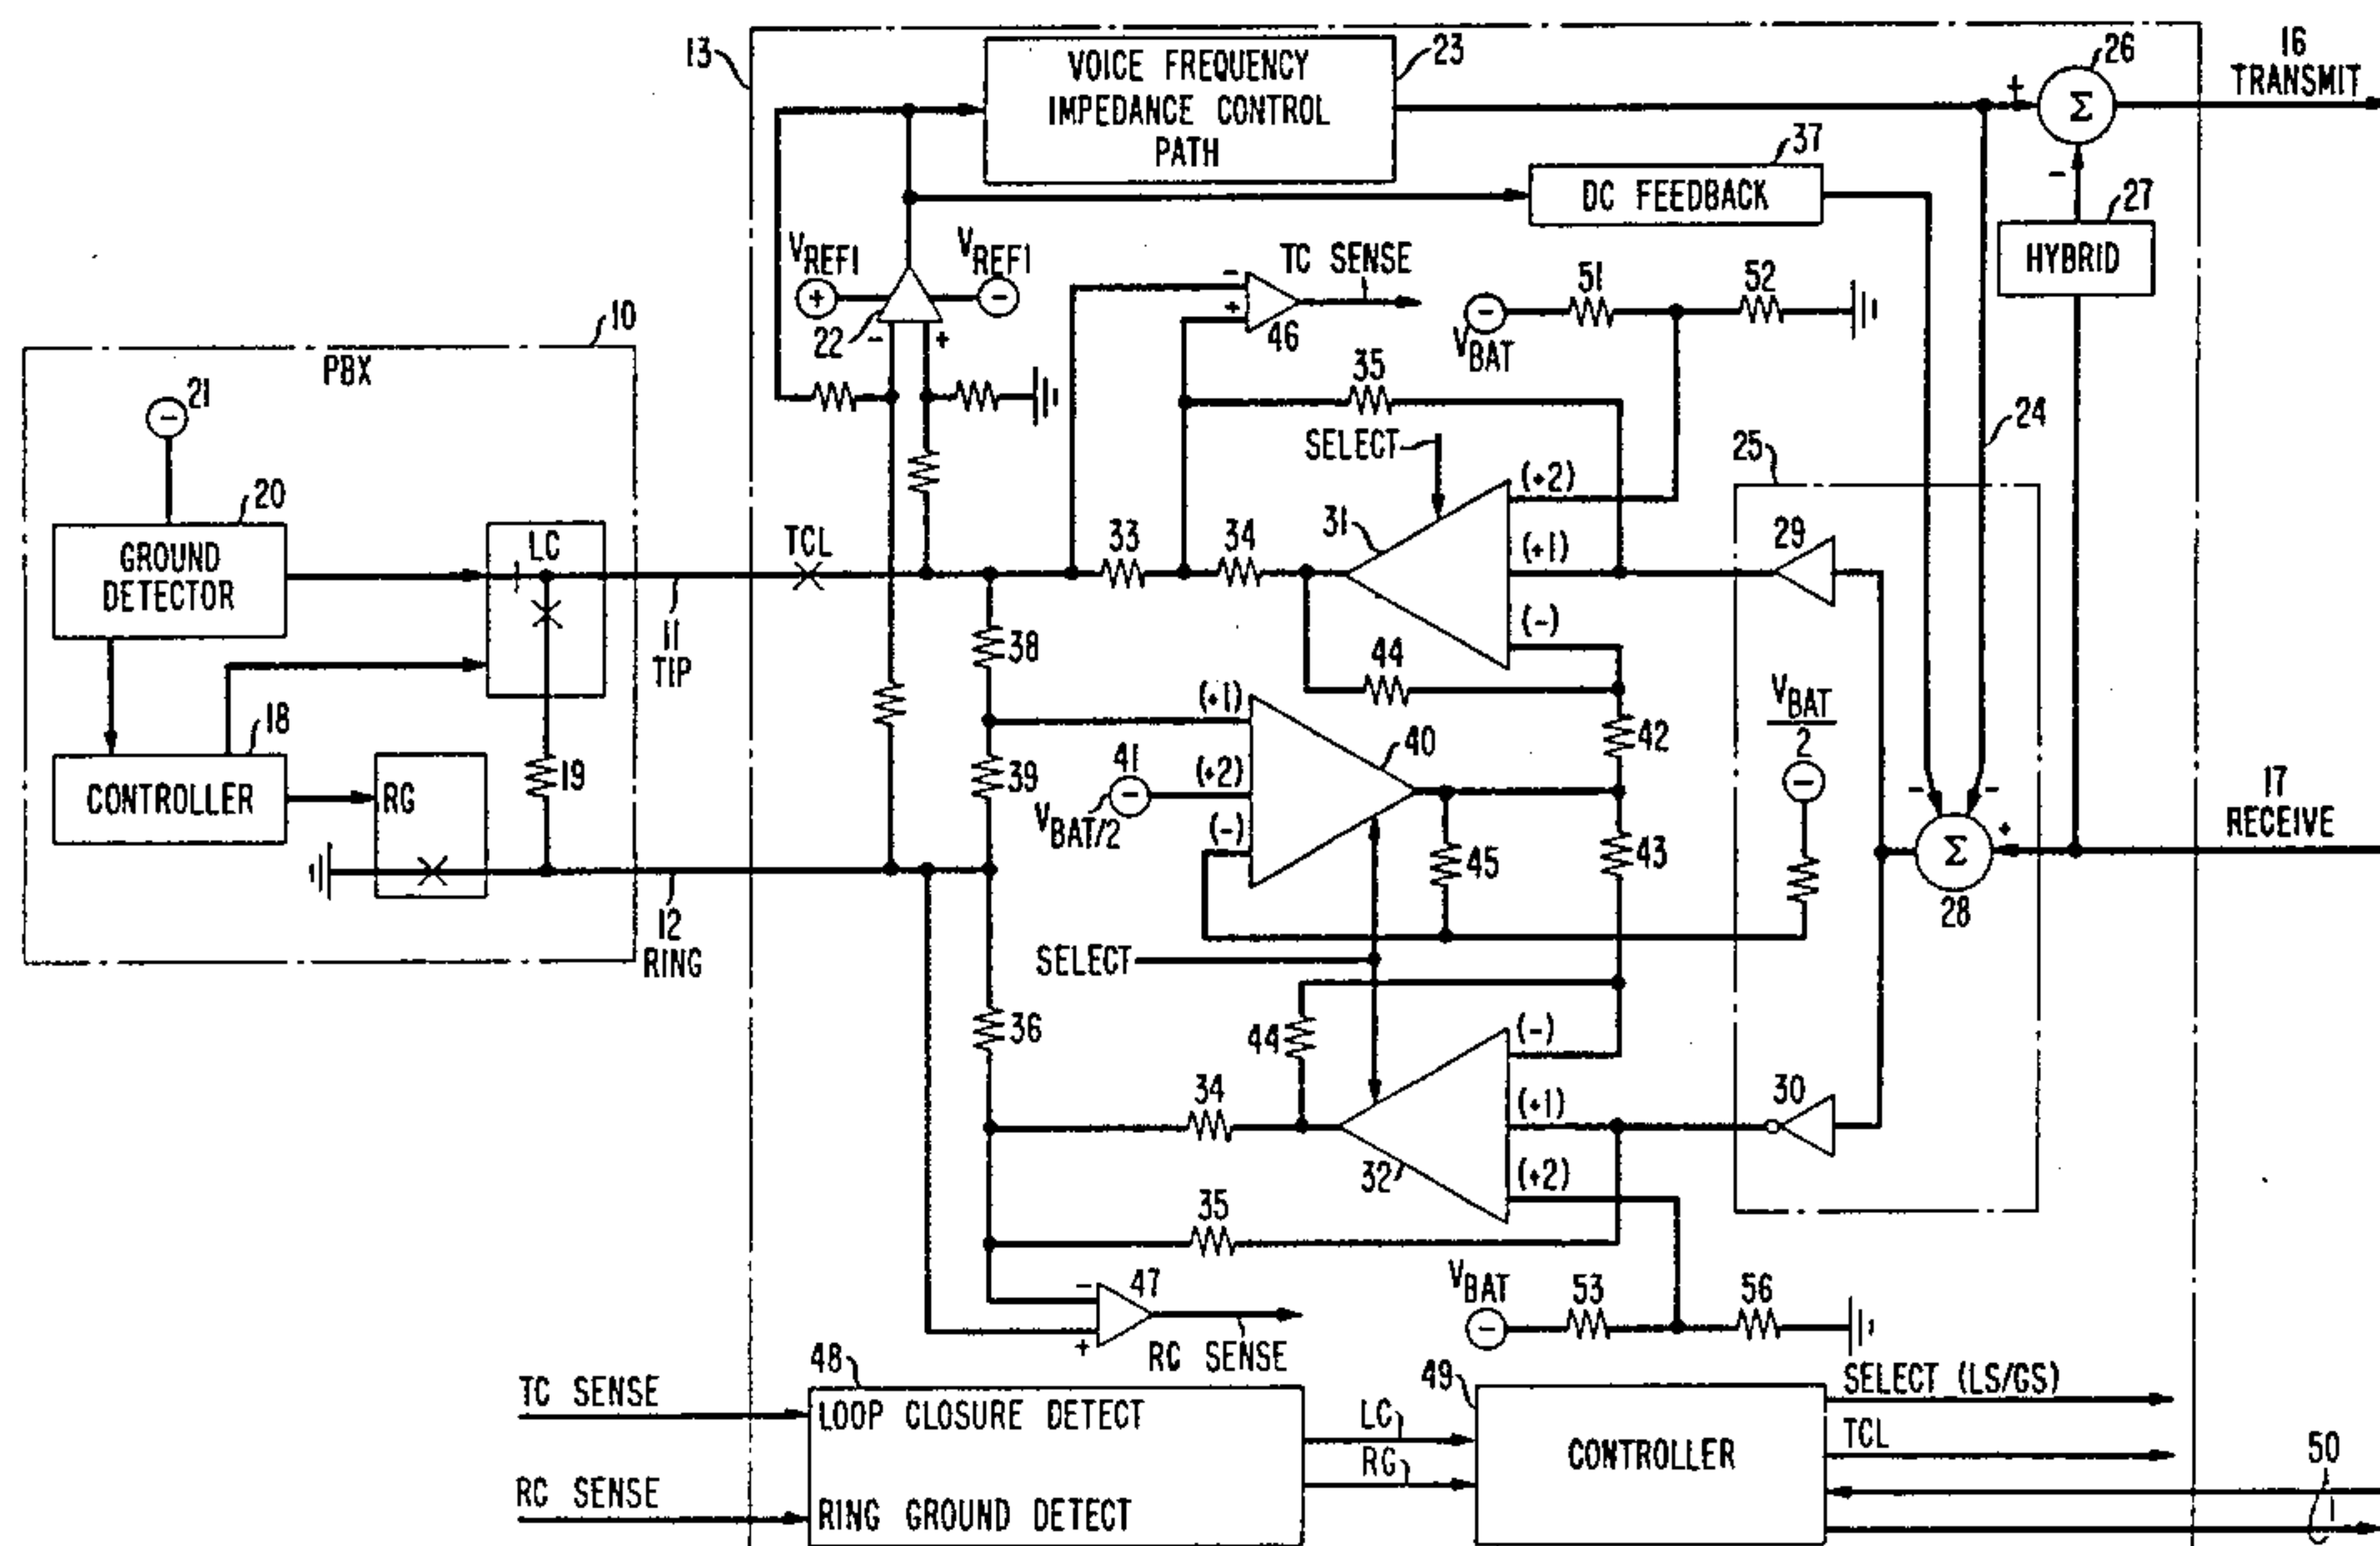 13
VOICE FREQUENCY
IMPEDANCE CONTROL
PATH
23
26
Σ
+
-
16
TRANSMIT
37
DC FEEDBACK
27
HYBRID
VREF1
+
VREF1
-
22
-
+
TC SENSE
-
+
46
51
52
-
VBAT
10
PBX
21
-
20
GROUND
DETECTOR
LC
TCL
11
TIP
18
CONTROLLER
RG
19
12
RING
35
SELECT
33
34
31
(+2)
(+1)
(-)
25
29
24
38
44
42
39
(+1)
(+2)
(-)
41
-
VBAT/2
40
45
43
VBAT
2
-
-
-
+
Σ
28
17
RECEIVE
SELECT
36
44
34
32
(-)
(+1)
(+2)
30
35
-
+
47
RC SENSE
VBAT
-
53
56
TC SENSE
RC SENSE
48
LOOP CLOSURE DETECT
RING GROUND DETECT
LC
RG
49
CONTROLLER
SELECT (LS/GS)
TCL
50